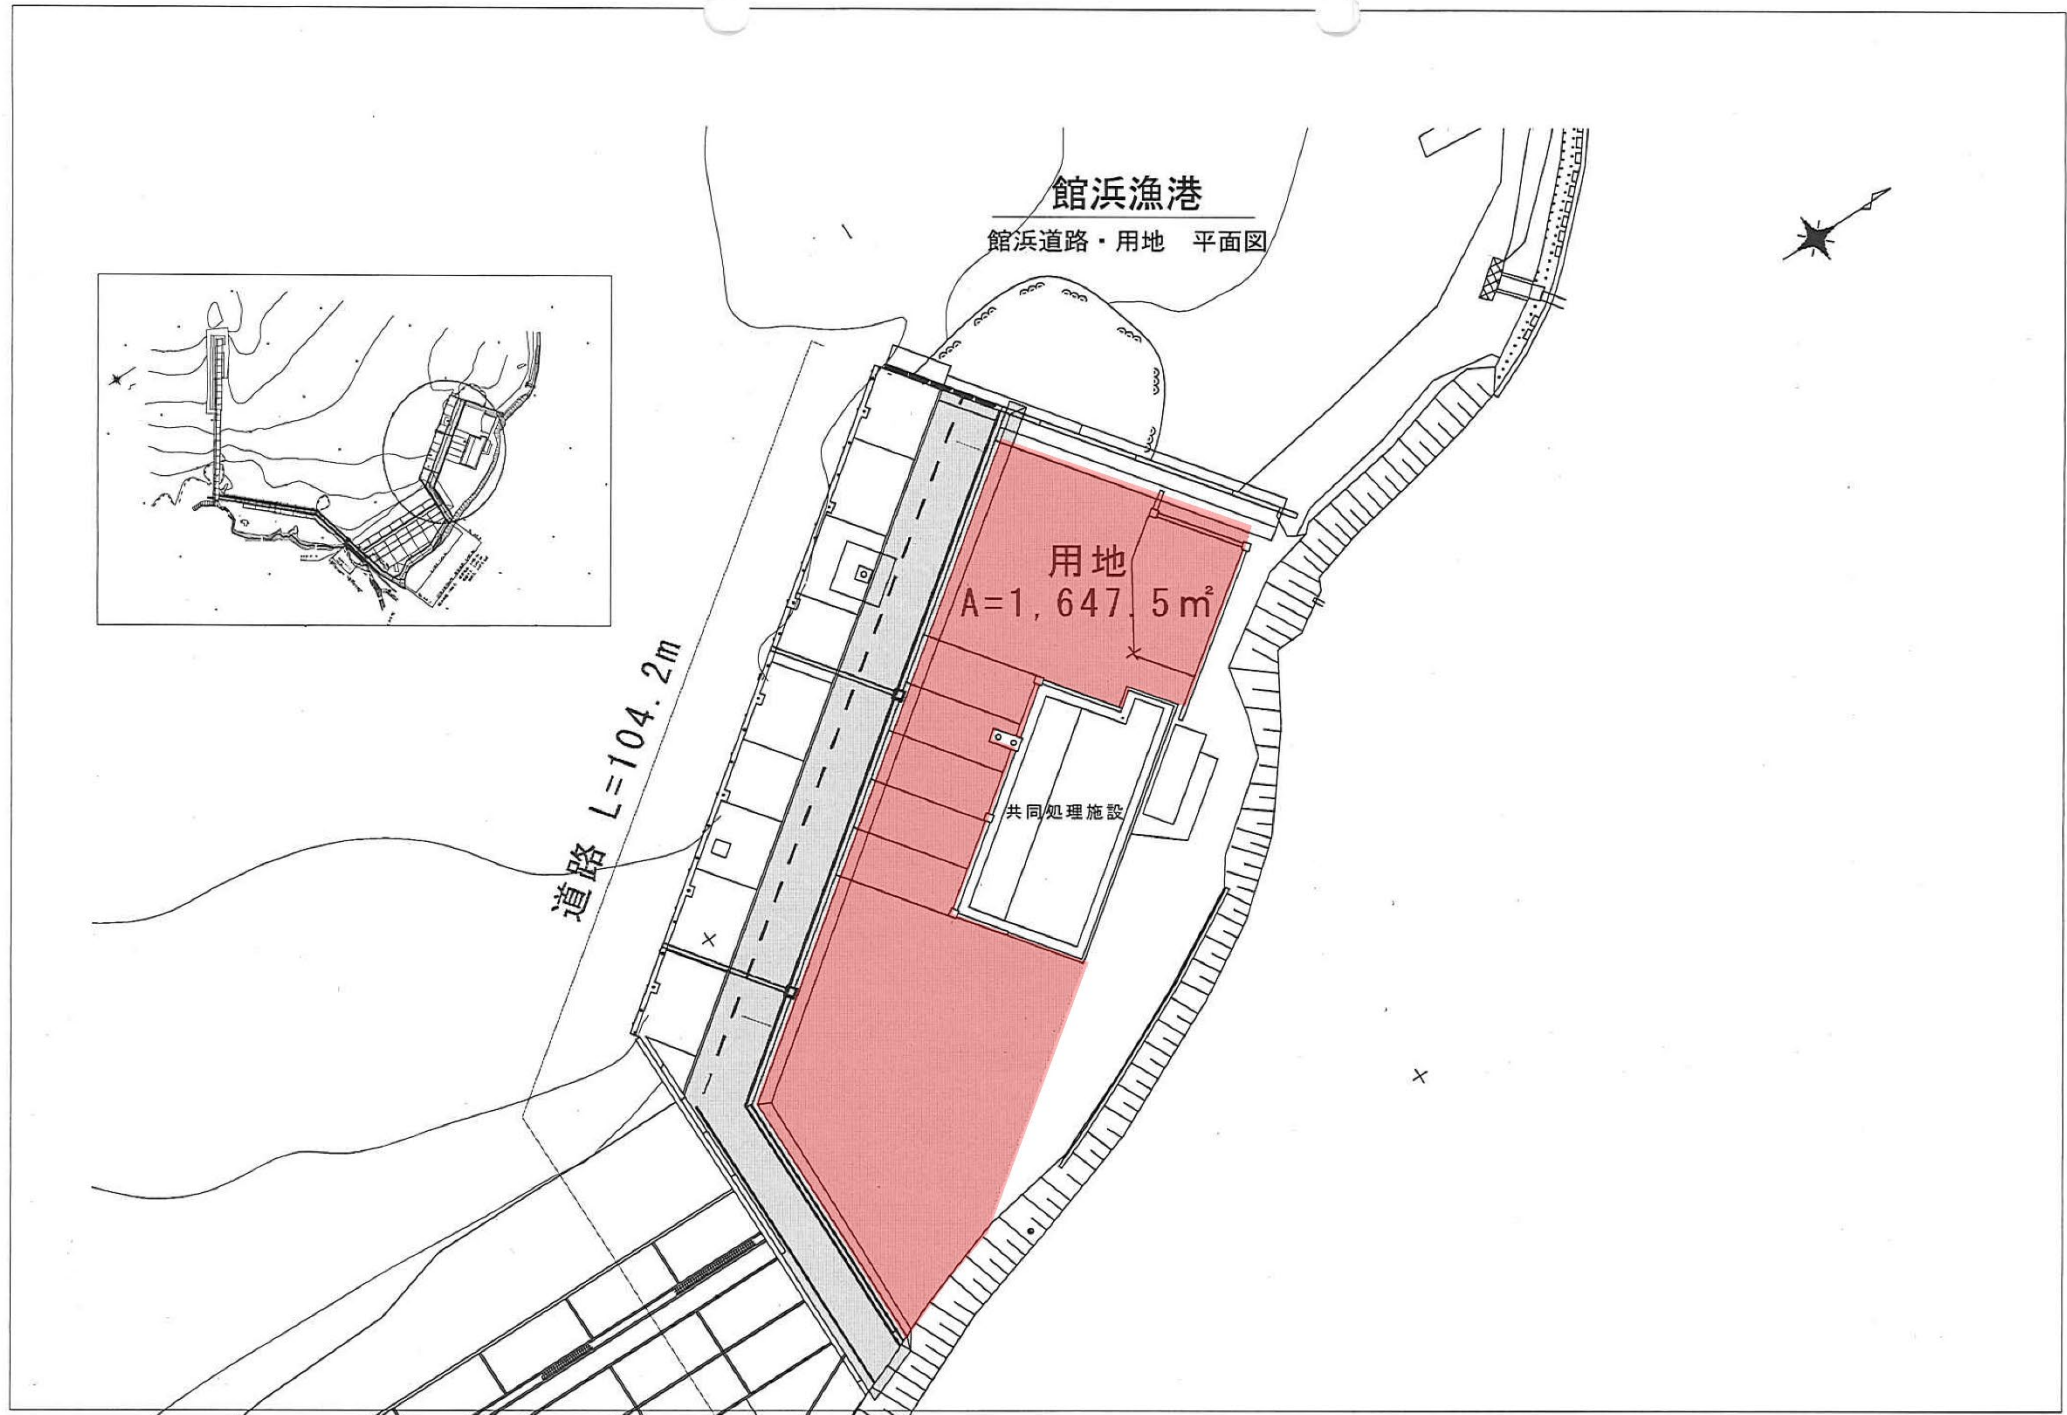 館浜漁港
館浜道路・用地　平面図
用地
A=1,647.5㎡
道路 L=104.2m
共同処理施設